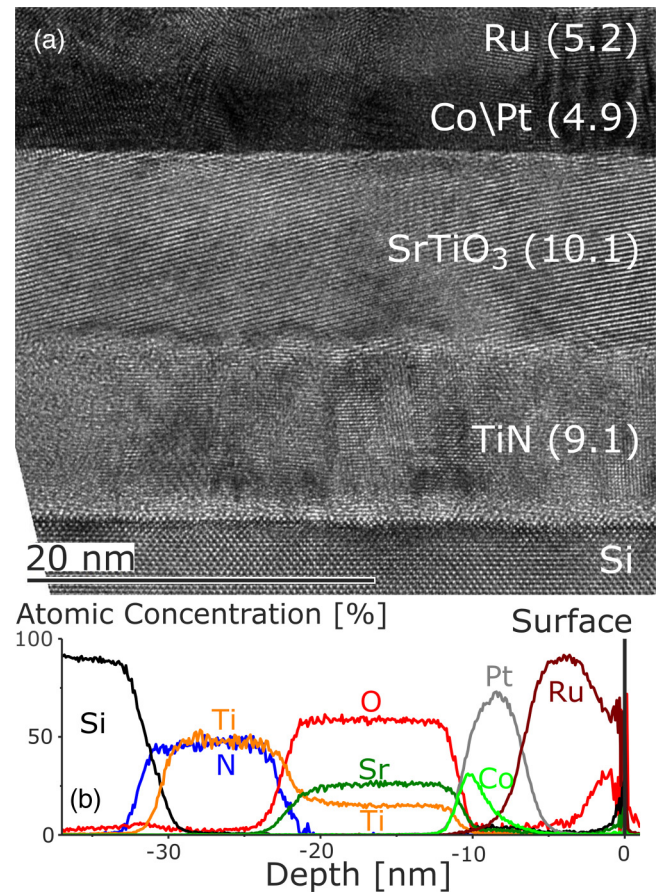 (a)
Ru (5.2)
Co\Pt (4.9)
SrTiO₃ (10.1)
TiN (9.1)
20 nm
Si
Atomic Concentration [%]
Surface
100
Pt
Ru
Si
Ti
O
50
N
Sr
Co
(b)
Ti
0
-30
-20
-10
0
Depth [nm]